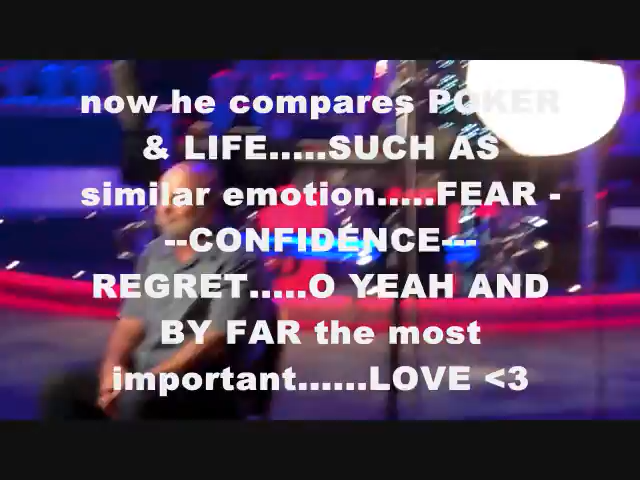 now he compares POKER
& LIFE.....SUCH AS
similar emotion.....FEAR -
--CONFIDENCE---
REGRET.....O YEAH AND
BY FAR the most
important......LOVE <3